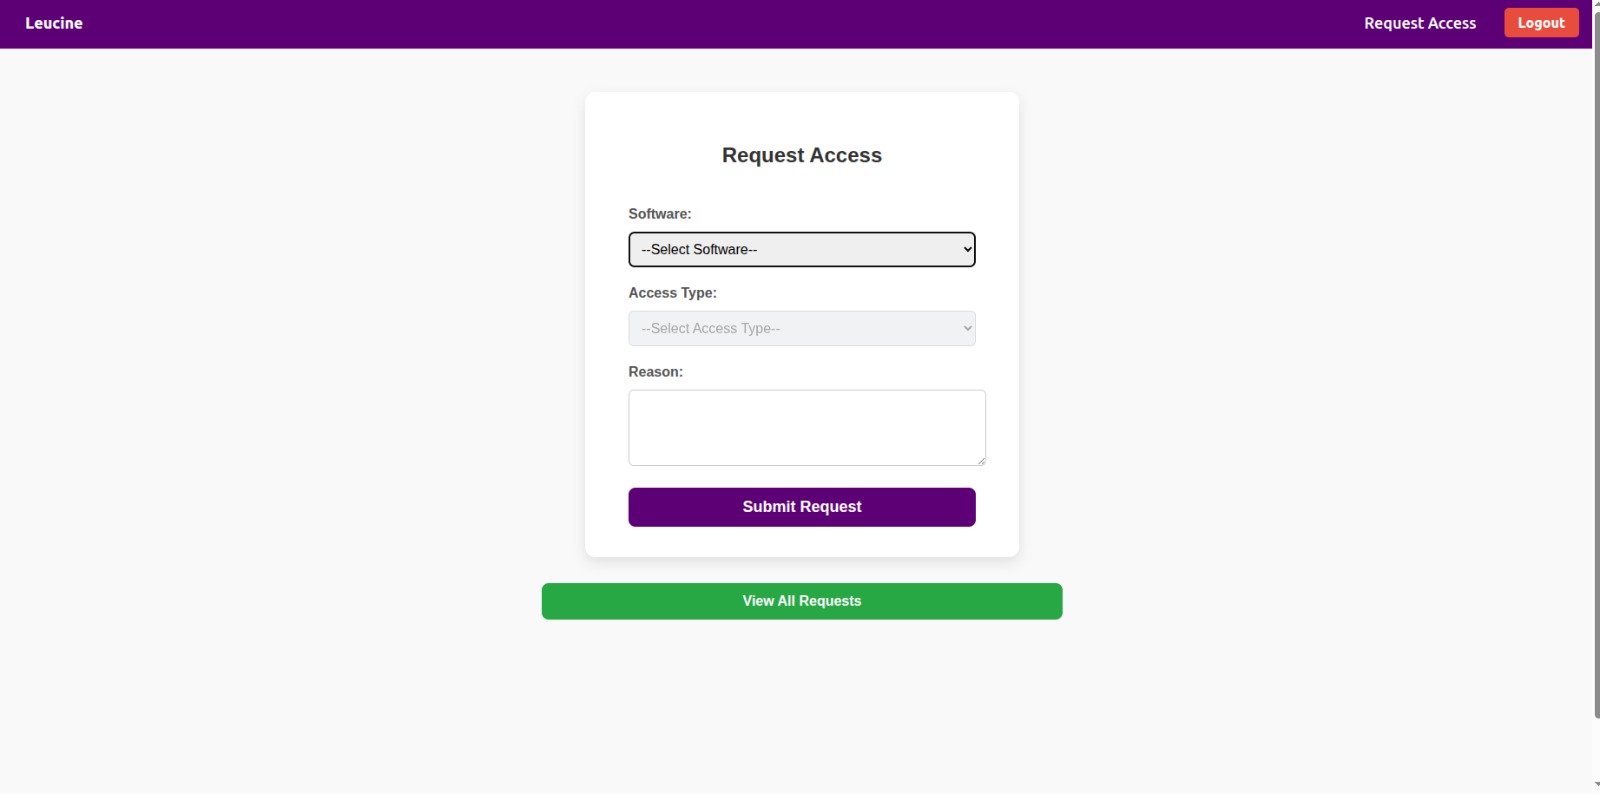 Leucine
Request Access
Logout
Request Access
Software:
--Select Software--
Access Type:
--Select Access Type--
Reason:
Submit Request
View All Requests